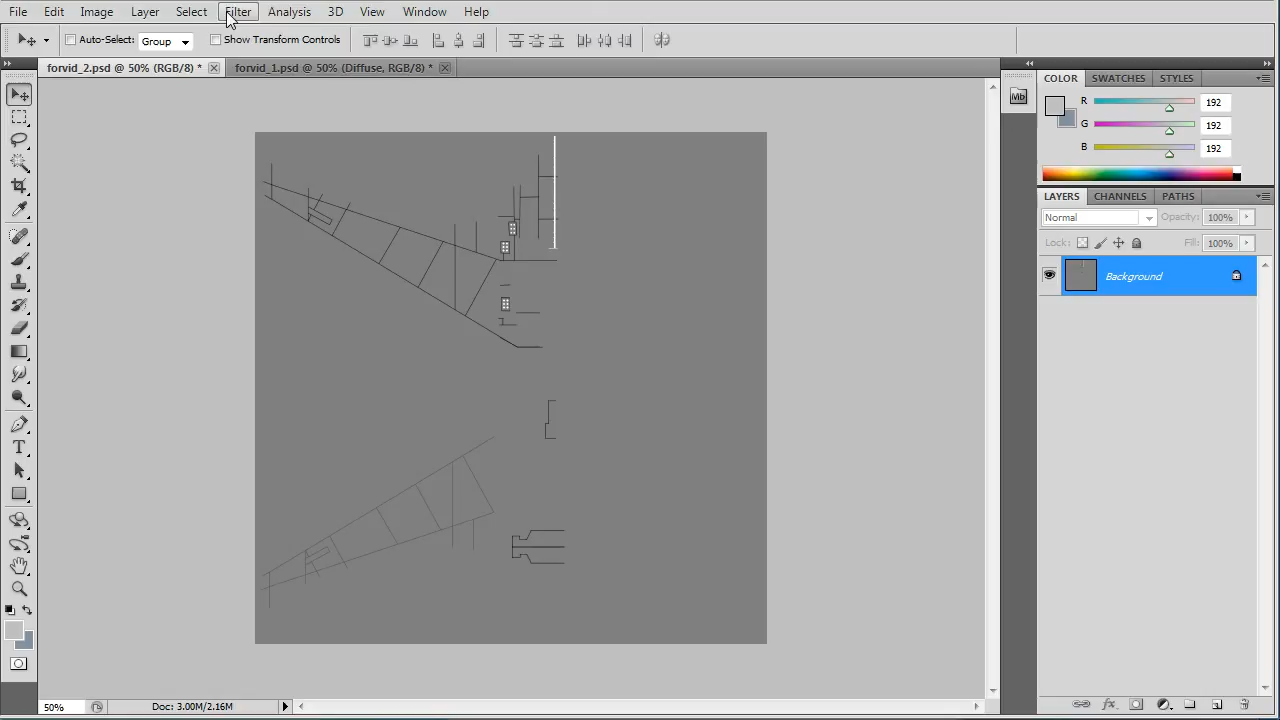 File Edit Image Layer Select Filter Analysis 3D View Window Help
Auto-Select: Group Show Transform Controls
forvid_2.psd @ 50% (RGB/8) * forvid_1.psd @ 50% (Diffuse, RGB/8) *
COLOR SWATCHES STYLES
Mb
R 192
G 192
B 192
LAYERS CHANNELS PATHS
Normal Opacity: 100%
Lock: Fill: 100%
Background
T
50% Doc: 3.00M/2.16M